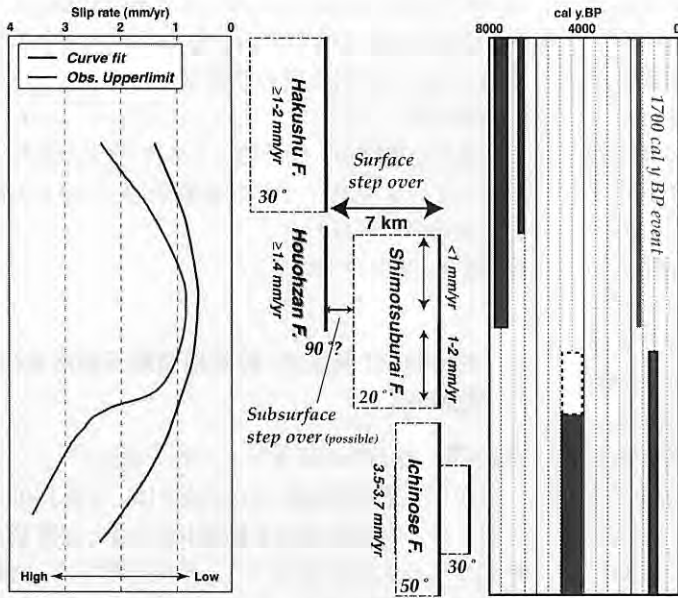 Slip rate (mm/yr)
4 3 2 1 0
Curve fit
Obs. Upperlimit
High Low
Hakushu F.
≥1-2 mm/yr
30°
Surface
step over
7 km
Houohzan F.
≥1.4 mm/yr
90°?
Shimotsuburai F.
<1 mm/yr
1-2 mm/yr
20°
Subsurface
step over (possible)
Ichinose F.
3.5-3.7 mm/yr
50°
30°
cal y.BP
8000 4000 0
1700 cal y BP event